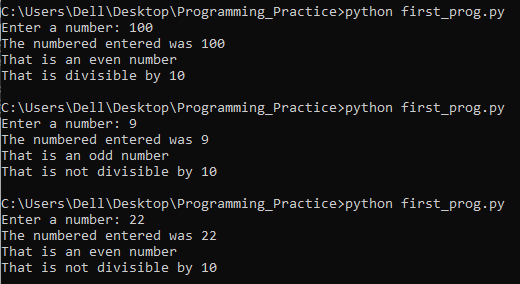 C:\Users\Dell\Desktop\Programming_Practice>python first_prog.py
Enter a number: 100
The numbered entered was 100
That is an even number
That is divisible by 10
C:\Users\Dell\Desktop\Programming_Practice>python first_prog.py
Enter a number: 9
The numbered entered was 9
That is an odd number
That is not divisible by 10
C:\Users\Dell\Desktop\Programming_Practice>python first_prog.py
Enter a number: 22
The numbered entered was 22
That is an even number
That is not divisible by 10